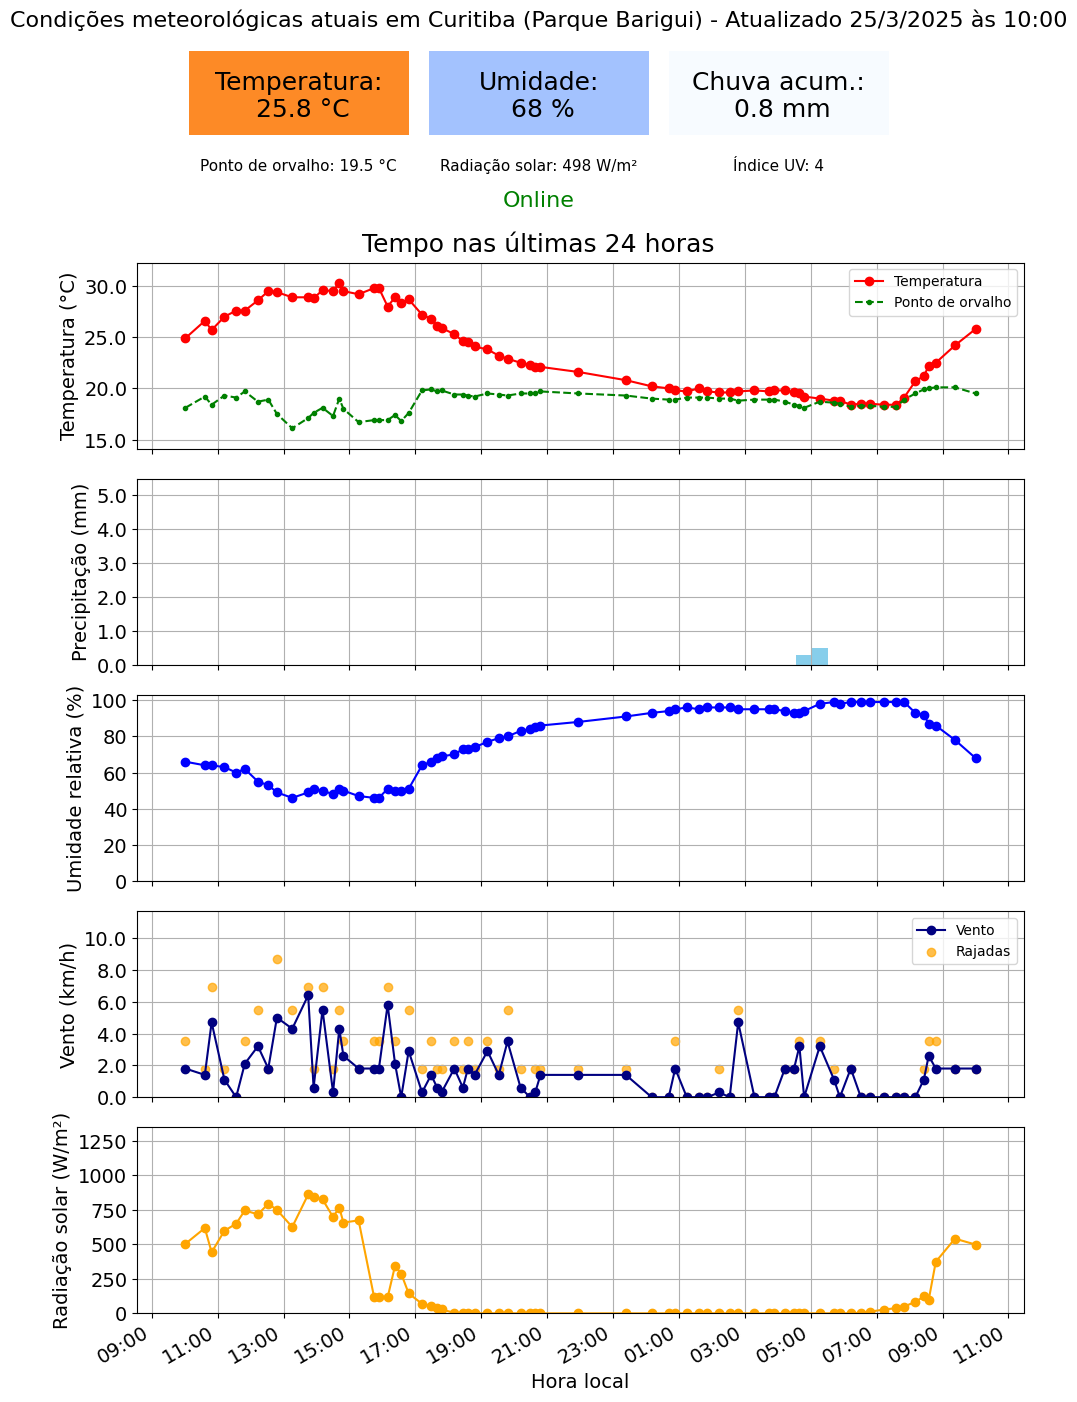 Condições meteorológicas atuais em Curitiba (Parque Barigui) - Atualizado 25/3/2025 às 10:00
Temperatura:
25.8 °C
Umidade:
68 %
Chuva acum.:
0.8 mm
Ponto de orvalho: 19.5 °C
Radiação solar: 498 W/m²
Índice UV: 4
Online
Tempo nas últimas 24 horas
Temperatura (°C)
30.0
25.0
20.0
15.0
Temperatura
Ponto de orvalho
Precipitação (mm)
5.0
4.0
3.0
2.0
1.0
0.0
Umidade relativa (%)
100
80
60
40
20
0
Vento (km/h)
10.0
8.0
6.0
4.0
2.0
0.0
Vento
Rajadas
Radiação solar (W/m²)
1250
1000
750
500
250
0
09:00
11:00
13:00
15:00
17:00
19:00
21:00
23:00
01:00
03:00
05:00
07:00
09:00
11:00
Hora local